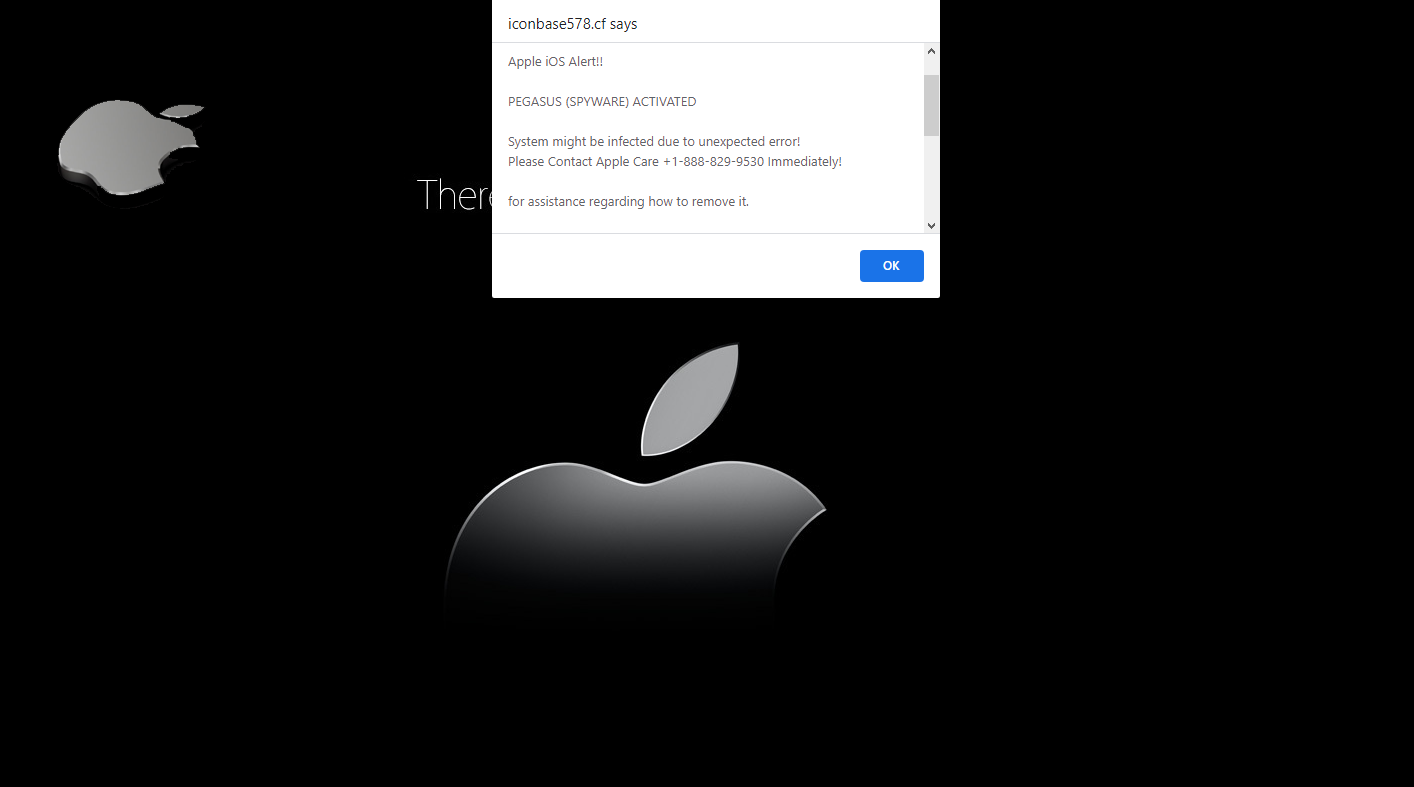 iconbase578.cf says
Apple iOS Alert!!
PEGASUS (SPYWARE) ACTIVATED
System might be infected due to unexpected error!
Please Contact Apple Care +1-888-829-9530 Immediately!
There
for assistance regarding how to remove it.
OK